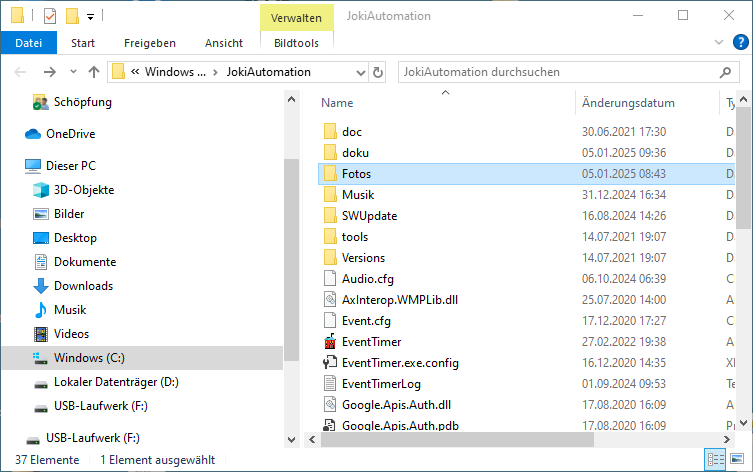 Verwalten
JokiAutomation
Datei Start Freigeben Ansicht Bildtools
« Windows ... > JokiAutomation
JokiAutomation durchsuchen
Schöpfung
OneDrive
Dieser PC
3D-Objekte
Bilder
Desktop
Dokumente
Downloads
Musik
Videos
Windows (C:)
Lokaler Datenträger (D:)
USB-Laufwerk (F:)
USB-Laufwerk (F:)
Name Änderungsdatum Ty
doc 30.06.2021 17:30 D
doku 05.01.2025 09:36 D
Fotos 05.01.2025 08:43 D
Musik 31.12.2024 16:34 D
SWUpdate 16.08.2024 14:26 D
tools 14.07.2021 19:07 D
Versions 14.07.2021 19:07 D
Audio.cfg 06.10.2024 06:39 C
AxInterop.WMPLib.dll 25.07.2020 14:00 A
Event.cfg 17.12.2020 17:27 C
EventTimer 27.02.2022 19:38 A
EventTimer.exe.config 16.12.2020 14:35 XI
EventTimerLog 01.09.2024 09:53 Te
Google.Apis.Auth.dll 17.08.2020 16:09 A
Google.Apis.Auth.pdb 17.08.2020 16:09 Pr
37 Elemente 1 Element ausgewählt